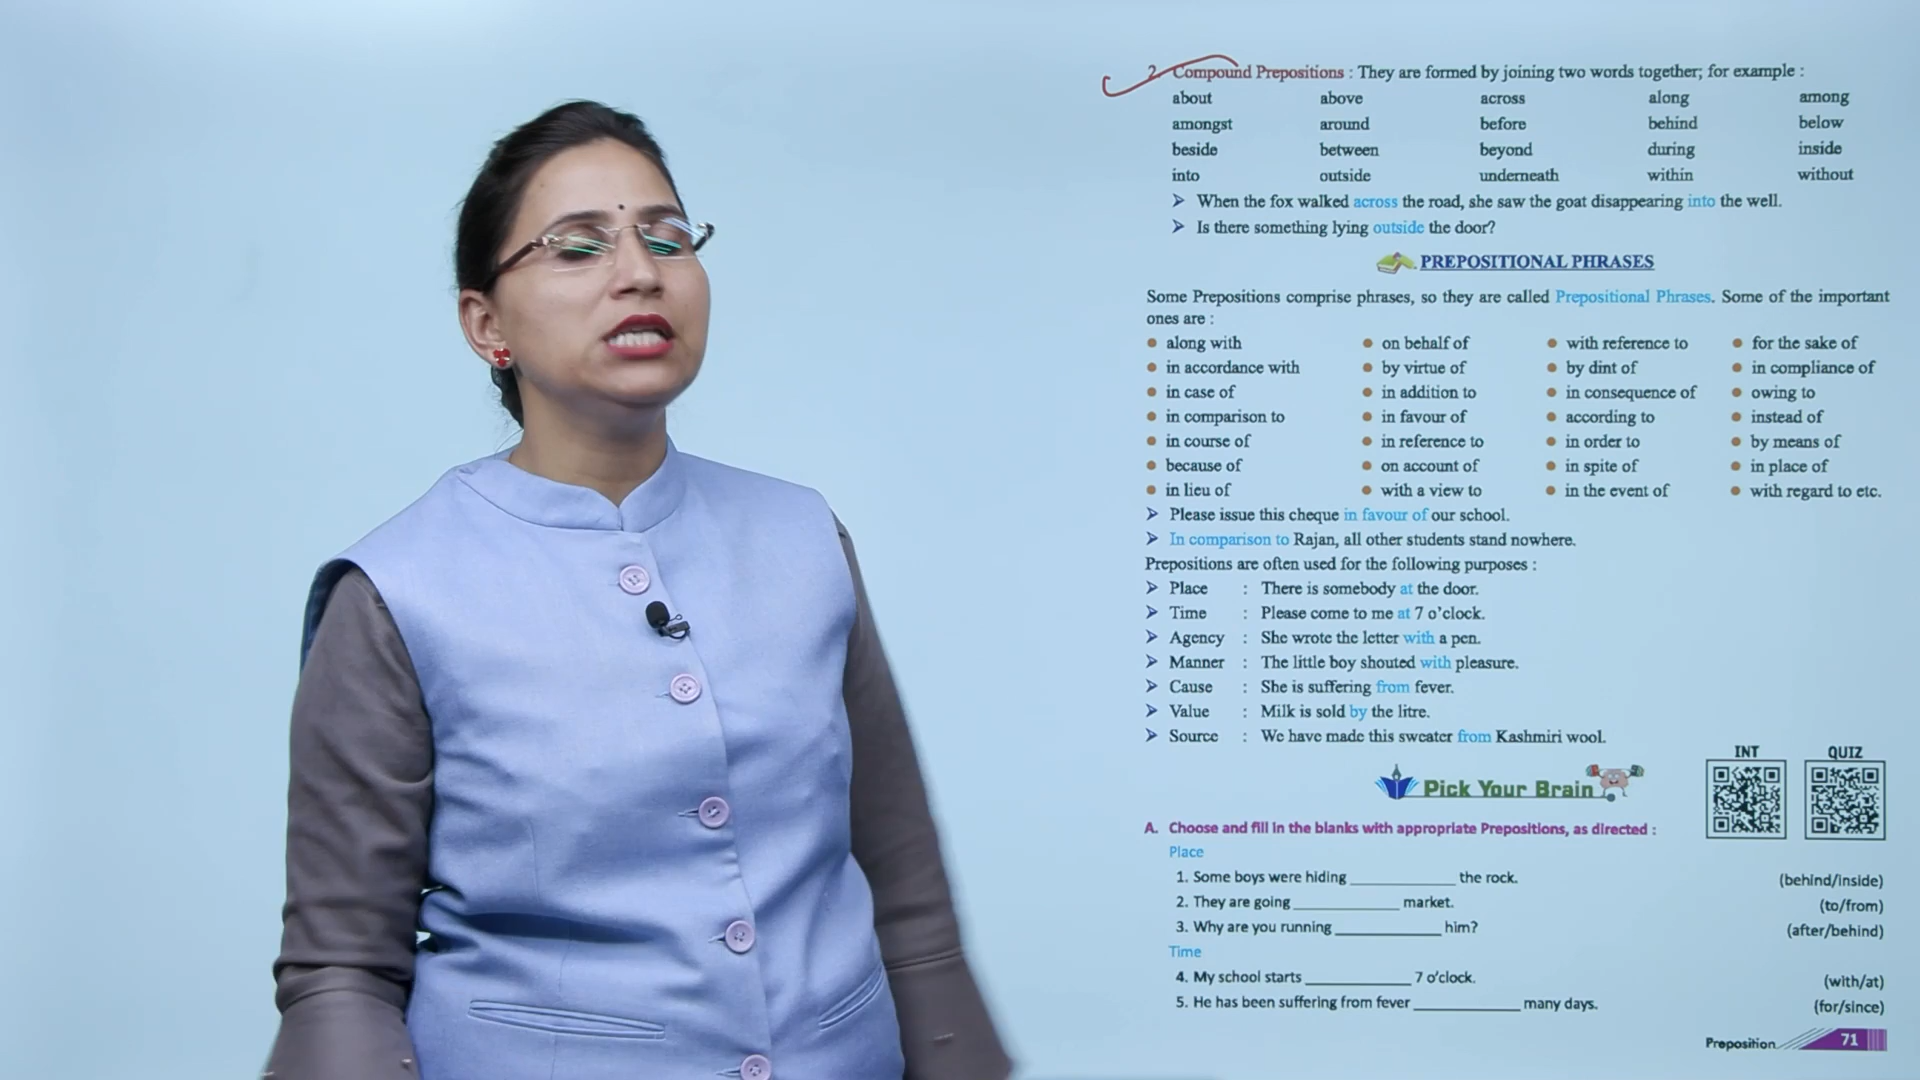 2. Compound Prepositions : They are formed by joining two words together; for example :
about above across along among
amongst around before behind below
beside between beyond during inside
into outside underneath within without
➤ When the fox walked across the road, she saw the goat disappearing into the well.
➤ Is there something lying outside the door?
PREPOSITIONAL PHRASES
Some Prepositions comprise phrases, so they are called Prepositional Phrases. Some of the important
ones are :
● along with ● on behalf of ● with reference to ● for the sake of
● in accordance with ● by virtue of ● by dint of ● in compliance of
● in case of ● in addition to ● in consequence of ● owing to
● in comparison to ● in favour of ● according to ● instead of
● in course of ● in reference to ● in order to ● by means of
● because of ● on account of ● in spite of ● in place of
● in lieu of ● with a view to ● in the event of ● with regard to etc.
➤ Please issue this cheque in favour of our school.
➤ In comparison to Rajan, all other students stand nowhere.
Prepositions are often used for the following purposes :
➤ Place : There is somebody at the door.
➤ Time : Please come to me at 7 o'clock.
➤ Agency : She wrote the letter with a pen.
➤ Manner : The little boy shouted with pleasure.
➤ Cause : She is suffering from fever.
➤ Value : Milk is sold by the litre.
➤ Source : We have made this sweater from Kashmiri wool.
INT QUIZ
Pick Your Brain
A. Choose and fill in the blanks with appropriate Prepositions, as directed :
Place
1. Some boys were hiding ____________ the rock. (behind/inside)
2. They are going ____________ market. (to/from)
3. Why are you running ____________ him? (after/behind)
Time
4. My school starts ____________ 7 o'clock. (with/at)
5. He has been suffering from fever ____________ many days. (for/since)
Preposition 71